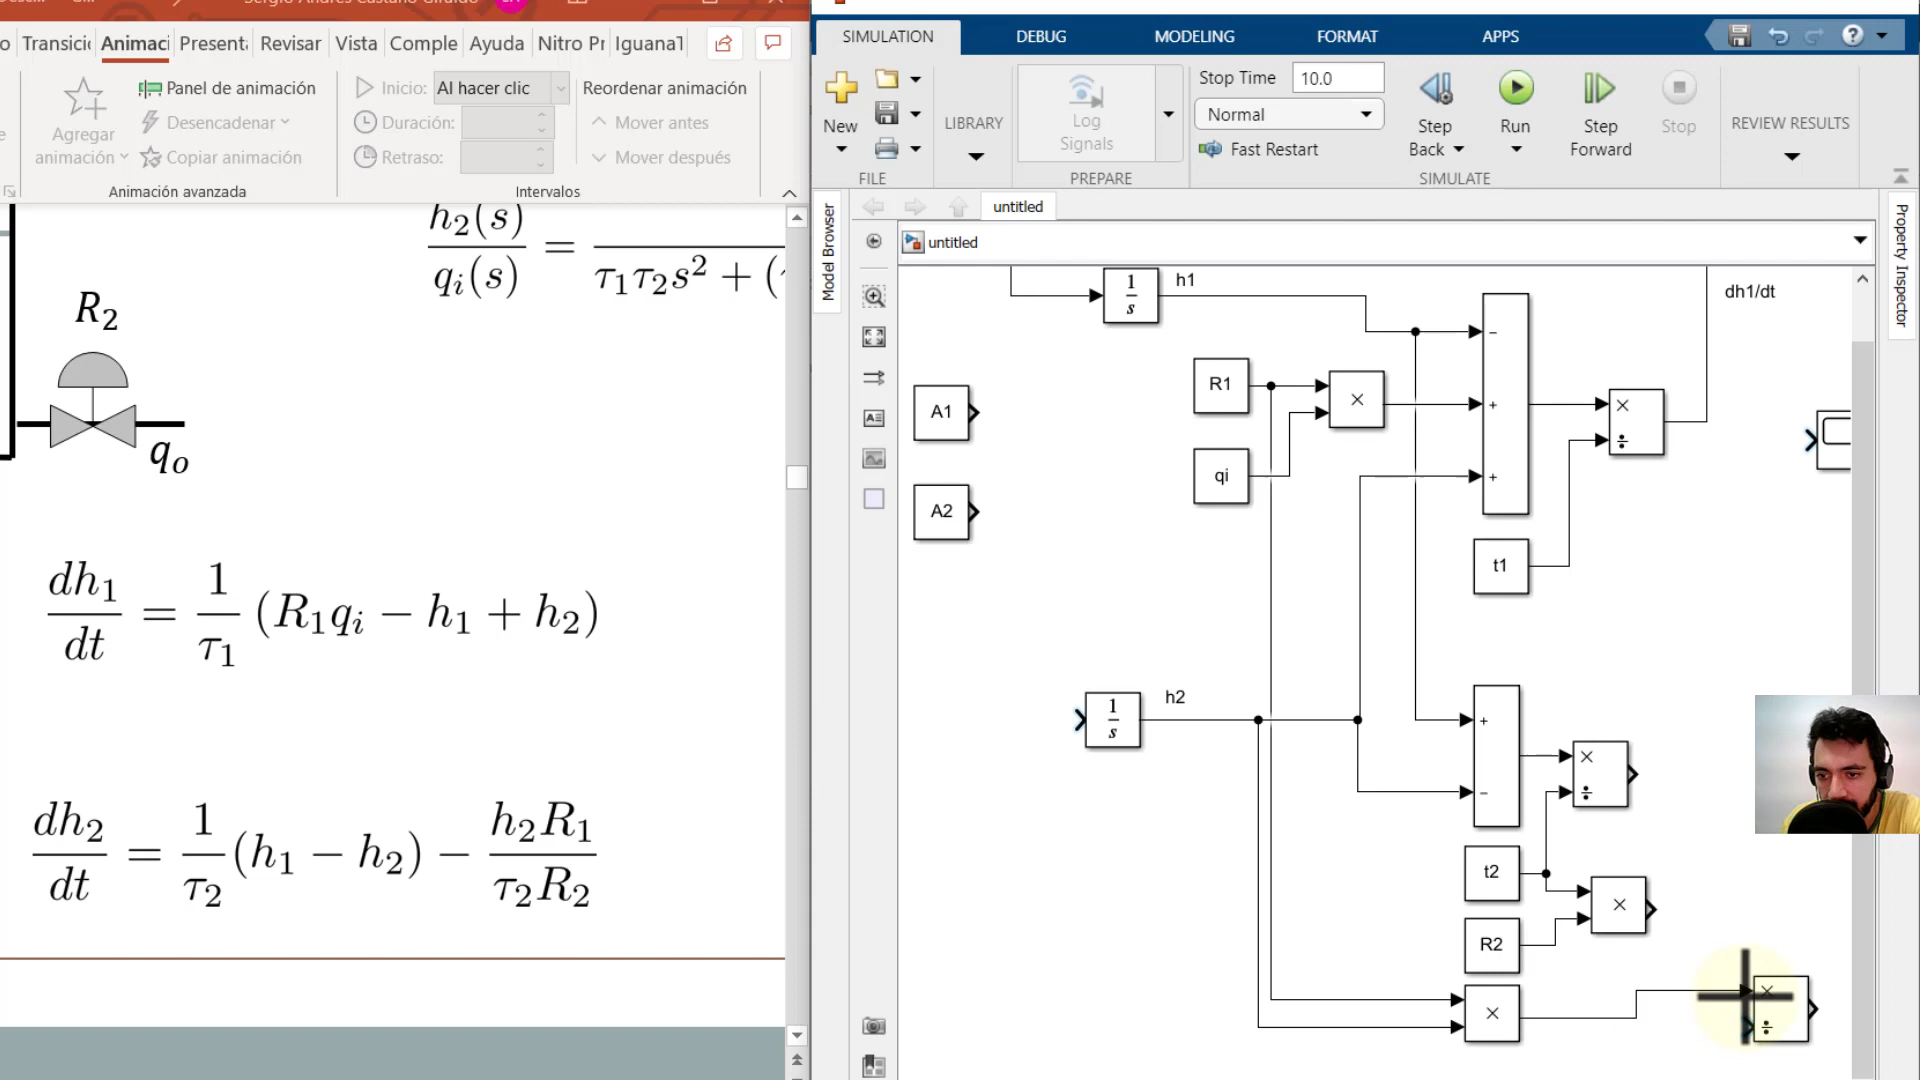 Transici
Animaci
Present
Revisar
Vista
Comple
Ayuda
Nitro Pr
IguanaT
Agregar
animación
Panel de animación
Desencadenar
Copiar animación
Animación avanzada
Inicio: Al hacer clic
Duración:
Retraso:
Reordenar animación
Mover antes
Mover después
Intervalos
h₂(s)/qᵢ(s) = 
τ₁τ₂s² + (
R₂
qₒ
dh₁/dt = 1/τ₁ (R₁qᵢ − h₁ + h₂)
dh₂/dt = 1/τ₂ (h₁ − h₂) − h₂R₁/τ₂R₂
SIMULATION
DEBUG
MODELING
FORMAT
APPS
?
New
FILE
LIBRARY
Log
Signals
PREPARE
Stop Time 10.0
Normal
Fast Restart
Step
Back
Run
Step
Forward
Stop
SIMULATE
REVIEW RESULTS
Model Browser
Property Inspector
untitled
untitled
1/s
h1
dh1/dt
−
+
+
R1
×
×
÷
A1
qi
A2
t1
1/s
h2
+
−
×
÷
t2
×
R2
×
×
÷